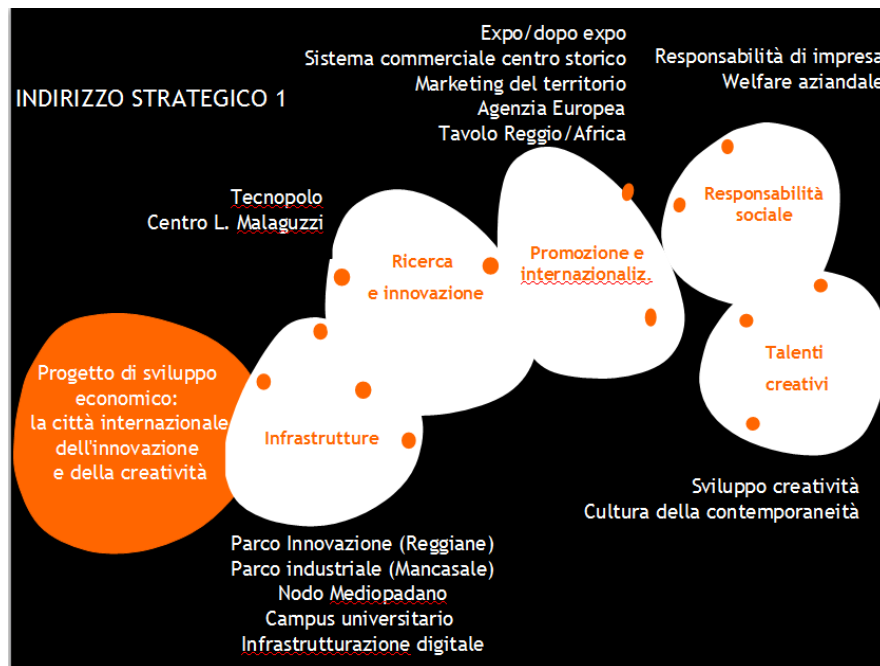 INDIRIZZO STRATEGICO 1
Expo/dopo expo
Sistema commerciale centro storico
Marketing del territorio
Agenzia Europea
Tavolo Reggio/Africa
Responsabilità di impresa
Welfare aziandale
Tecnopolo
Centro L. Malaguzzi
Ricerca
e innovazione
Promozione e
internazionaliz.
Responsabilità
sociale
Progetto di sviluppo
economico:
la città internazionale
dell'innovazione
e della creatività
Infrastrutture
Talenti
creativi
Sviluppo creatività
Cultura della contemporaneità
Parco Innovazione (Reggiane)
Parco industriale (Mancasale)
Nodo Mediopadano
Campus universitario
Infrastrutturazione digitale